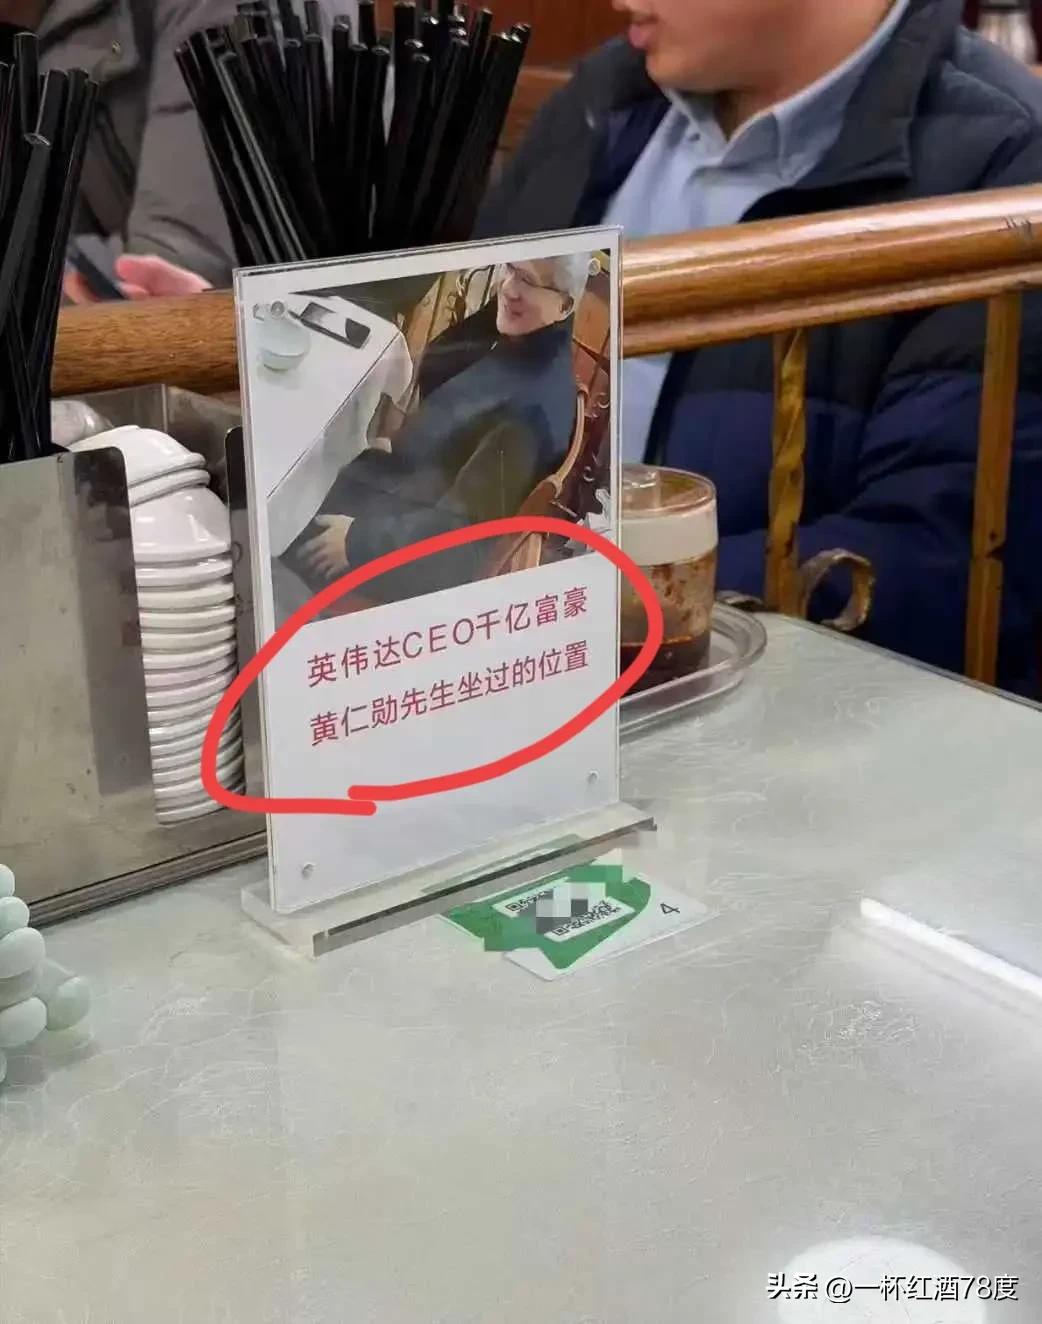 英伟达CEO千亿富豪
黄仁勋先生坐过的位置
4
头条 @一杯红酒78度